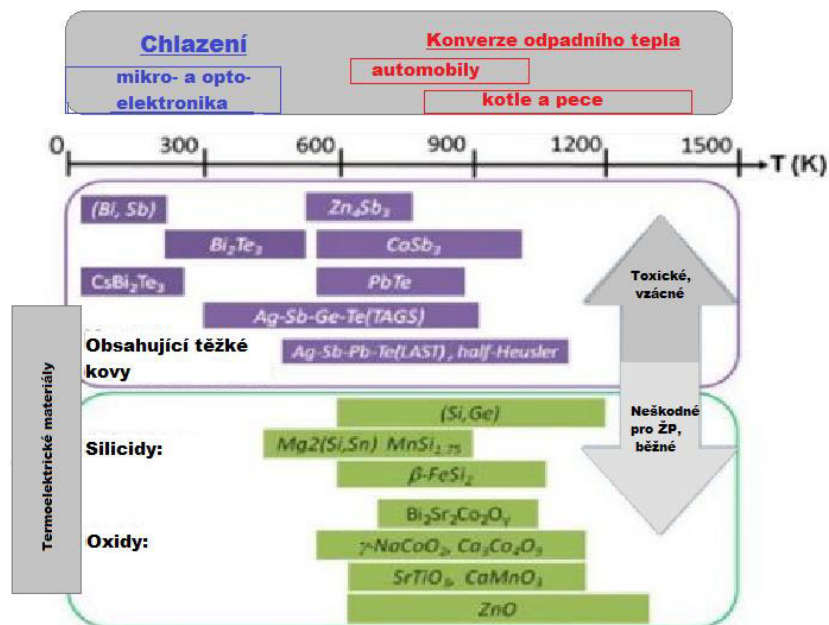 Chlazení
mikro- a opto-
elektronika
Konverze odpadního tepla
automobily
kotle a pece
0 300 600 900 1200 1500
T (K)
(Bi, Sb)
Zn₄Sb₃
Bi₂Te₃
CoSb₃
CsBi₂Te₃
PbTe
Ag-Sb-Ge-Te(TAGS)
Obsahující těžké
kovy
Ag-Sb-Pb-Te(LAST), half-Heusler
Toxické,
vzácné
Termoelektrické materiály
(Si,Ge)
Silicidy:
Mg2(Si,Sn) MnSi₁.₇₅
β-FeSi₂
Neškodné
pro ŽP,
běžné
Bi₂Sr₂Co₂Oᵧ
Oxidy:
γ-NaCoO₂, Ca₃Co₄O₉
SrTiO₃, CaMnO₃
ZnO